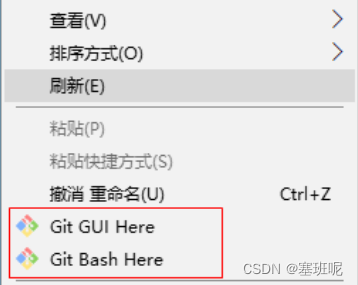 查看(V)
排序方式(O)
刷新(E)
粘贴(P)
粘贴快捷方式(S)
撤消 重命名(U) Ctrl+Z
Git GUI Here
Git Bash Here
CSDN @塞班呢